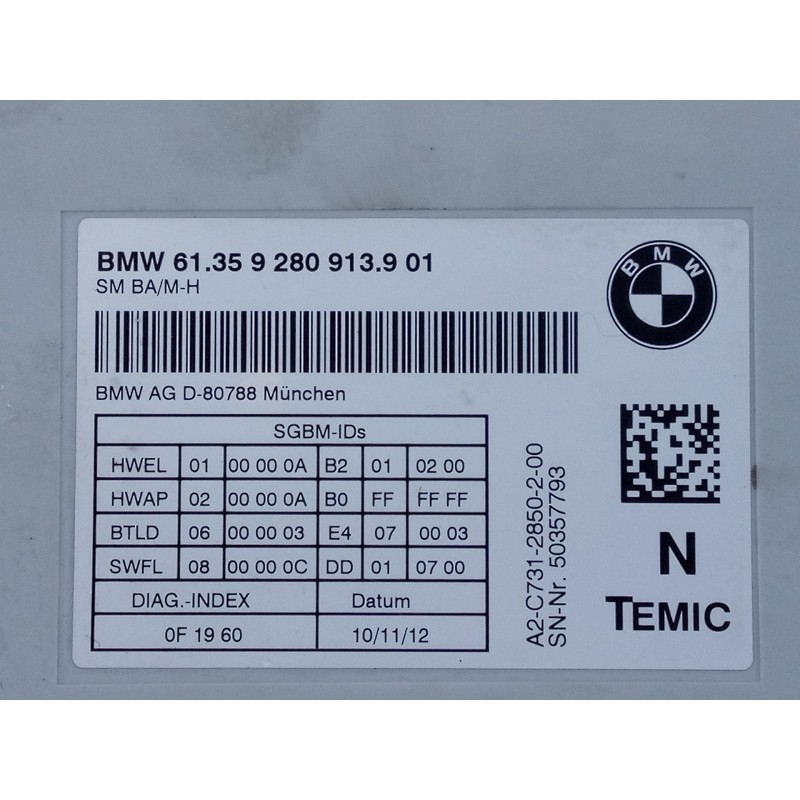 BMW 61.35 9 280 913.9 01
SM BA/M-H
BMW
BMW AG D-80788 München
SGBM-IDs
HWEL 01 00 00 0A B2 01 02 00
HWAP 02 00 00 0A B0 FF FF FF
BTLD 06 00 00 03 E4 07 00 03
SWFL 08 00 00 0C DD 01 07 00
DIAG.-INDEX Datum
0F 19 60 10/11/12
A2-C731-2850-2-00
SN-Nr. 50357793
N
TEMIC